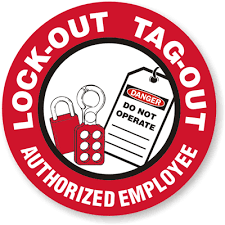 LOCK-OUT TAG-OUT
DANGER
DO NOT
OPERATE
AUTHORIZED EMPLOYEE